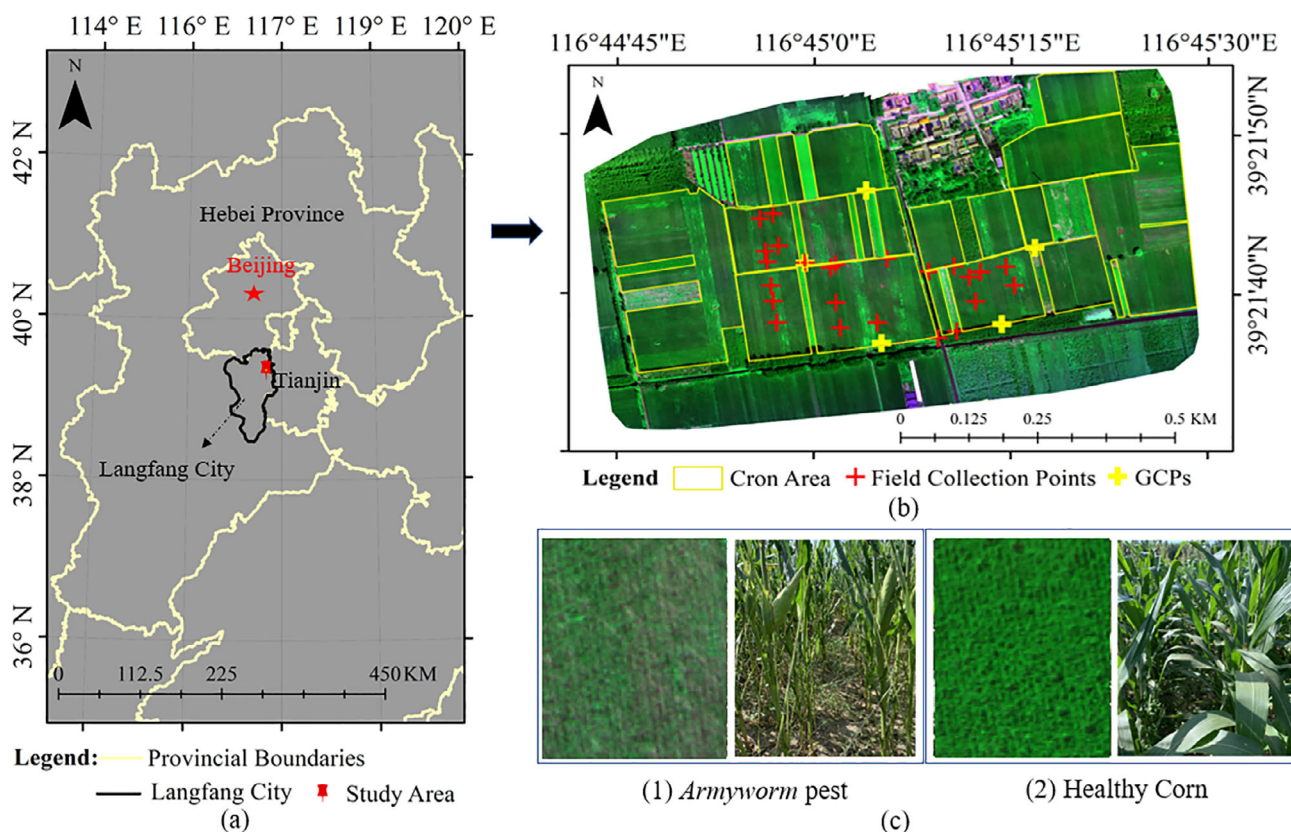 114° E 116° E 117° E 119° E 120° E
N
42° N
40° N
38° N
36° N
Hebei Province
Beijing
Tianjin
Langfang City
0 112.5 225 450 KM
Legend: Provincial Boundaries
Langfang City Study Area
(a)
116°44'45"E 116°45'0"E 116°45'15"E 116°45'30"E
N
39°21'50"N
39°21'40"N
0 0.125 0.25 0.5 KM
Legend Cron Area Field Collection Points GCPs
(b)
(1) Armyworm pest (2) Healthy Corn
(c)